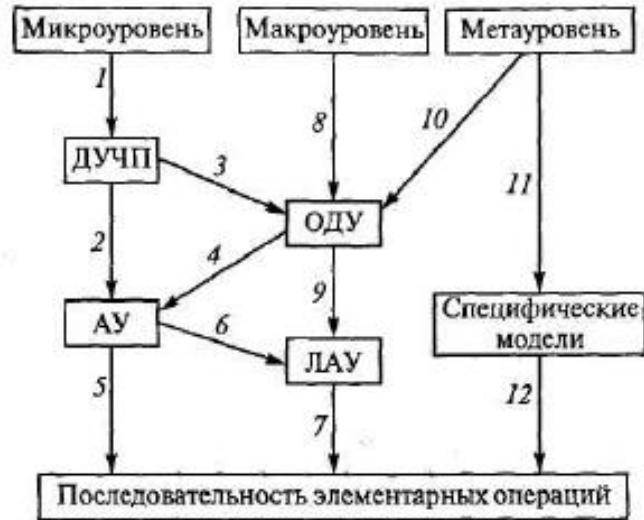 Микроуровень Макроуровень Метауровень
1
8
10
ДУЧП
3
11
2
ОДУ
4
9
АУ
6
Специфические
модели
ЛАУ
5
7
12
Последовательность элементарных операций